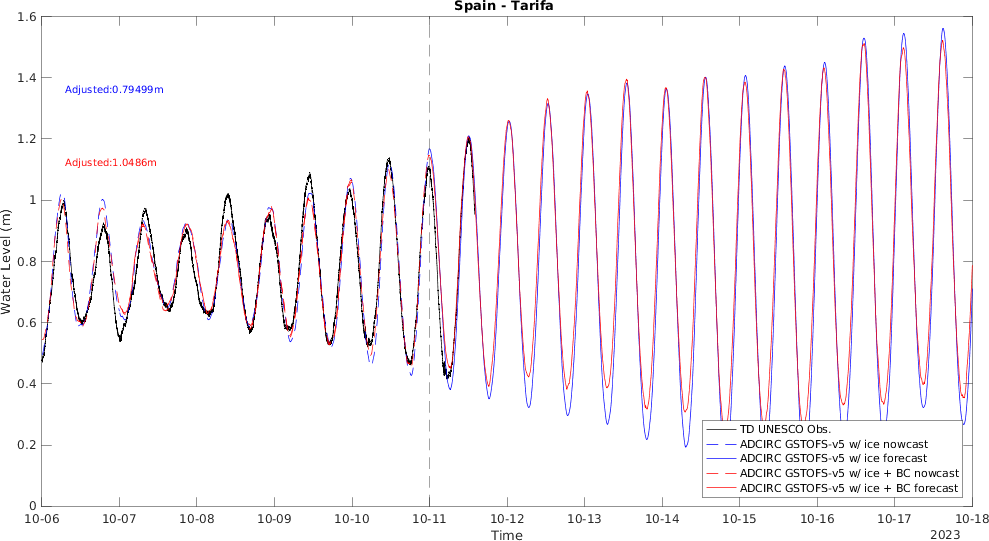 Spain - Tarifa
1.6
1.4
1.2
1
0.8
0.6
0.4
0.2
0
Water Level (m)
Adjusted:0.79499m
Adjusted:1.0486m
TD UNESCO Obs.
ADCIRC GSTOFS-v5 w/ ice nowcast
ADCIRC GSTOFS-v5 w/ ice forecast
ADCIRC GSTOFS-v5 w/ ice + BC nowcast
ADCIRC GSTOFS-v5 w/ ice + BC forecast
10-06 10-07 10-08 10-09 10-10 10-11 10-12 10-13 10-14 10-15 10-16 10-17 10-18
Time
2023